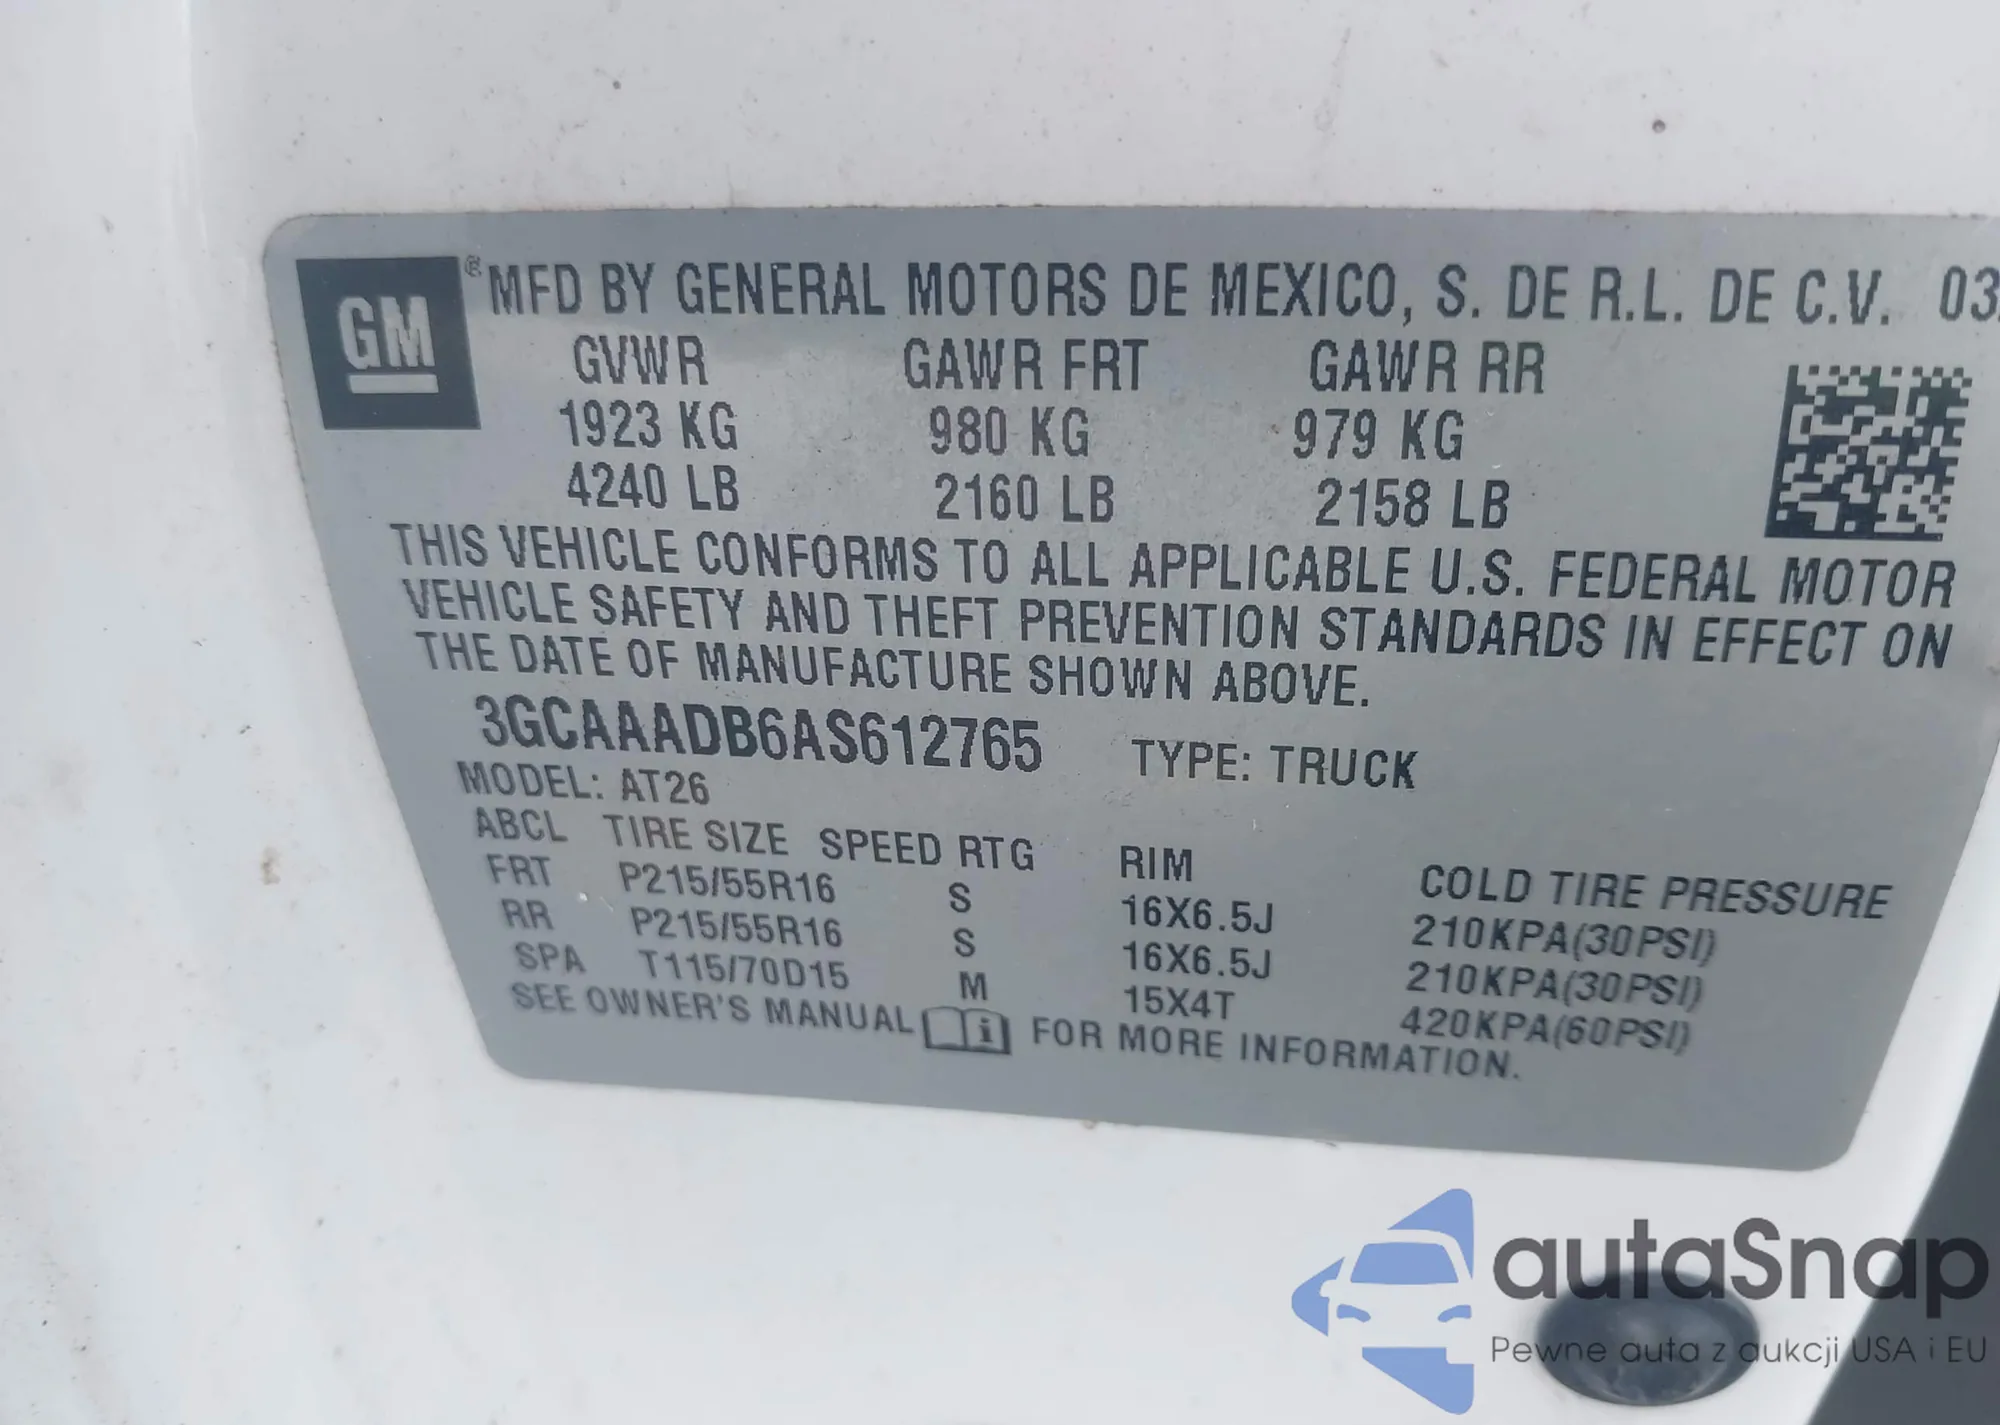 GM
® MFD BY GENERAL MOTORS DE MEXICO, S. DE R.L. DE C.V. 03
GVWR GAWR FRT GAWR RR
1923 KG 980 KG 979 KG
4240 LB 2160 LB 2158 LB
THIS VEHICLE CONFORMS TO ALL APPLICABLE U.S. FEDERAL MOTOR
VEHICLE SAFETY AND THEFT PREVENTION STANDARDS IN EFFECT ON
THE DATE OF MANUFACTURE SHOWN ABOVE.
3GCAAADB6AS612765 TYPE: TRUCK
MODEL: AT26
ABCL TIRE SIZE SPEED RTG RIM COLD TIRE PRESSURE
FRT P215/55R16 S 16X6.5J 210KPA(30PSI)
RR P215/55R16 S 16X6.5J 210KPA(30PSI)
SPA T115/70D15 M 15X4T 420KPA(60PSI)
SEE OWNER'S MANUAL i FOR MORE INFORMATION.
autaSnap
Pewne auta z aukcji USA i EU